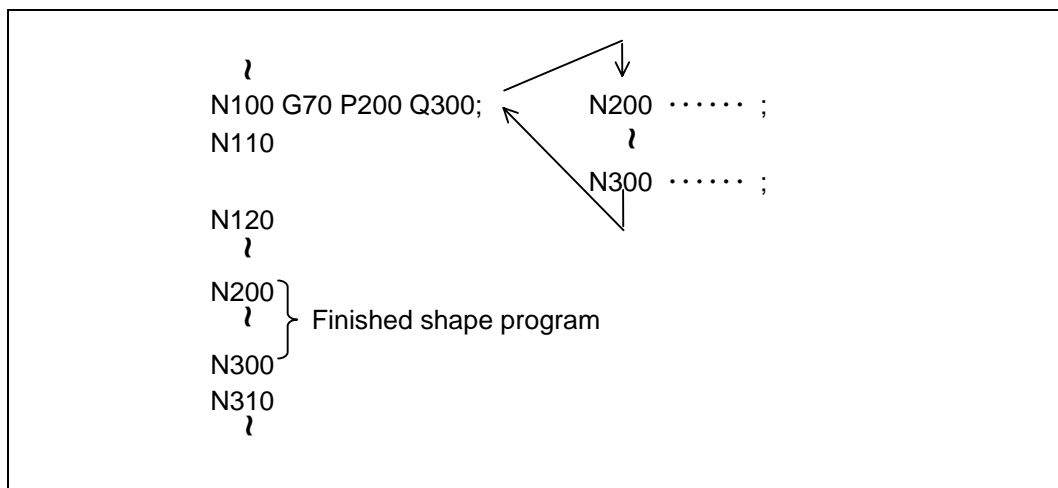 ~
N100 G70 P200 Q300;
N110
N120
~
N200
~
N300
N310
~
Finished shape program
N200 ······ ;
~
N300 ······ ;